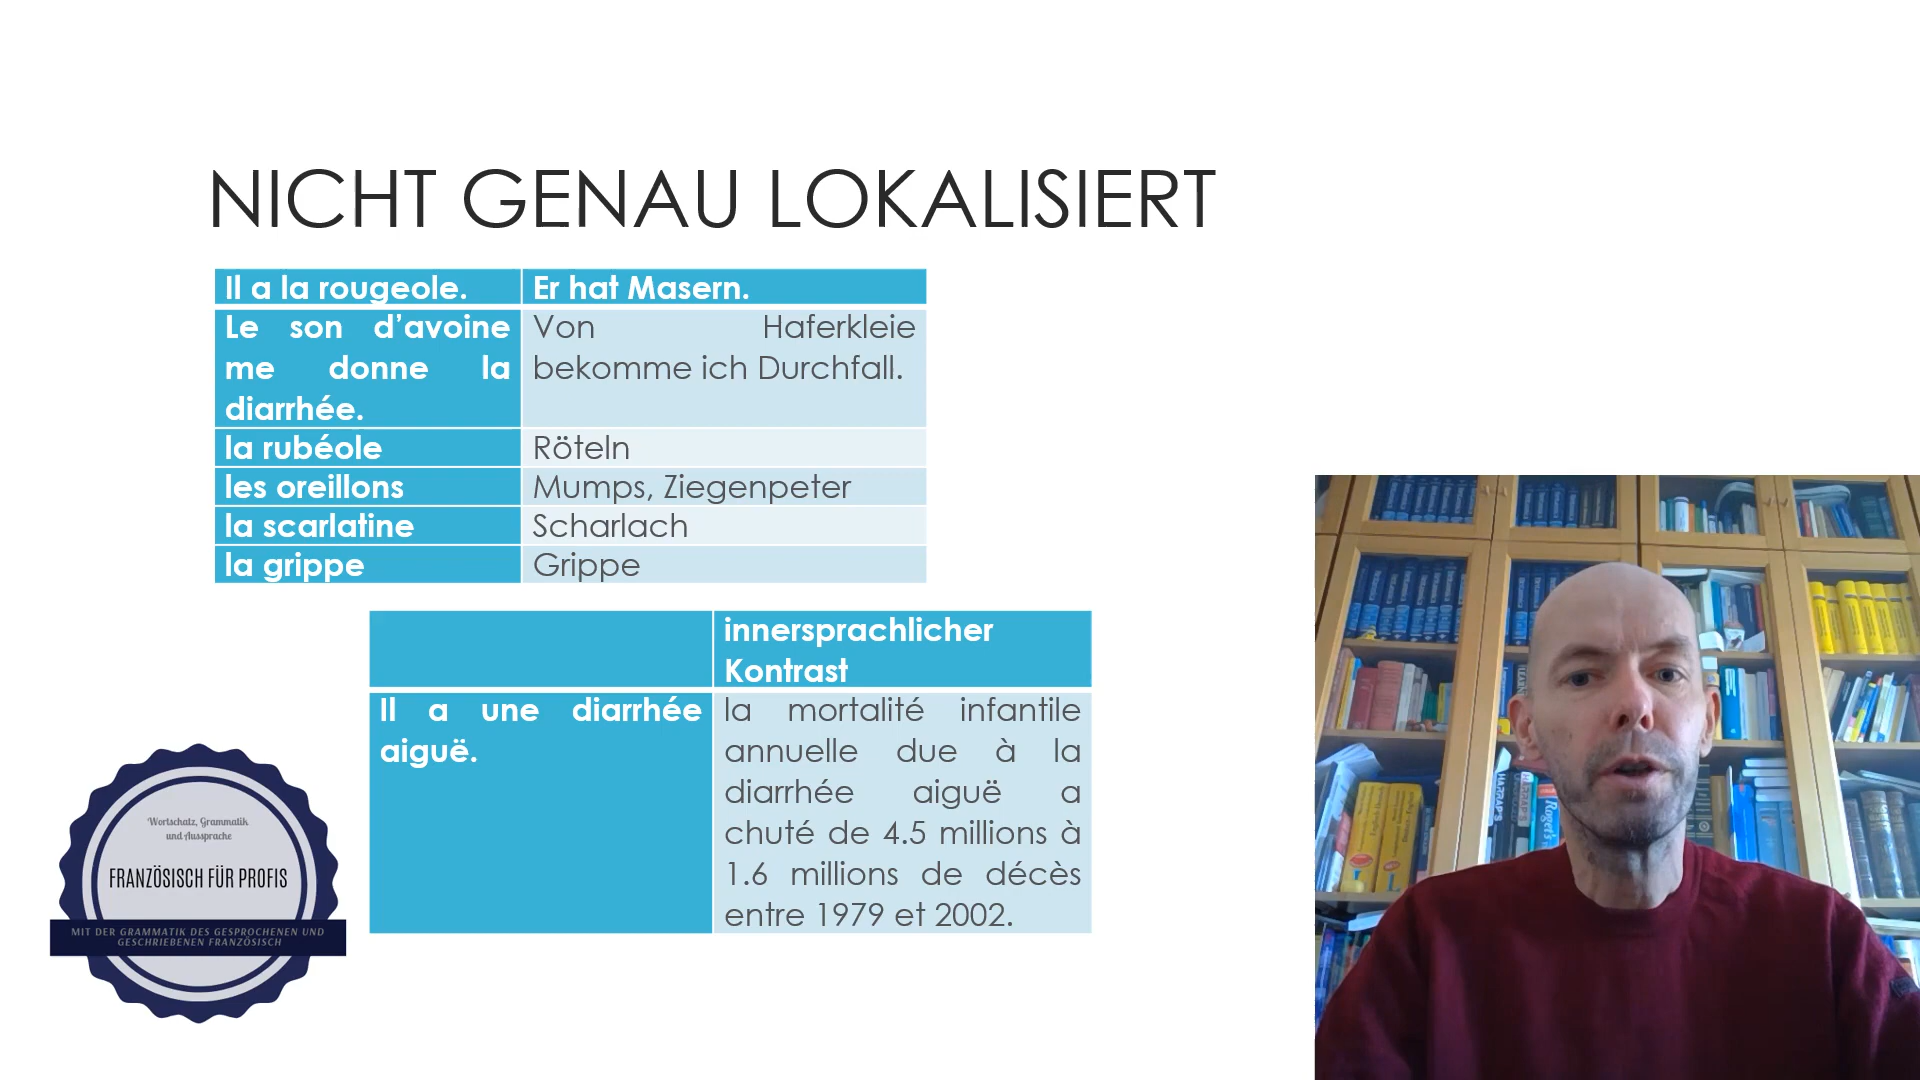 NICHT GENAU LOKALISIERT
Il a la rougeole.
Er hat Masern.
Le son d’avoine
me donne la
diarrhée.
Von Haferkleie
bekomme ich Durchfall.
la rubéole
Röteln
les oreillons
Mumps, Ziegenpeter
la scarlatine
Scharlach
la grippe
Grippe
innersprachlicher
Kontrast
Il a une diarrhée
aiguë.
la mortalité infantile
annuelle due à la
diarrhée aiguë a
chuté de 4.5 millions à
1.6 millions de décès
entre 1979 et 2002.
Wortschatz, Grammatik
und Aussprache
FRANZÖSISCH FÜR PROFIS
MIT DER GRAMMATIK DES GESPROCHENEN UND
GESCHRIEBENEN FRANZÖSISCH
HARRAP'S
Roget's